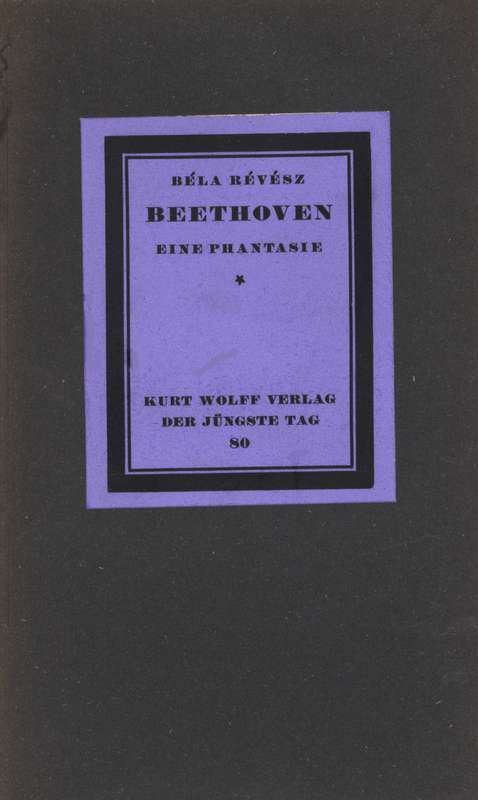 BÉLA RÉVÉSZ
BEETHOVEN
EINE PHANTASIE
KURT WOLFF VERLAG
DER JÜNGSTE TAG
80